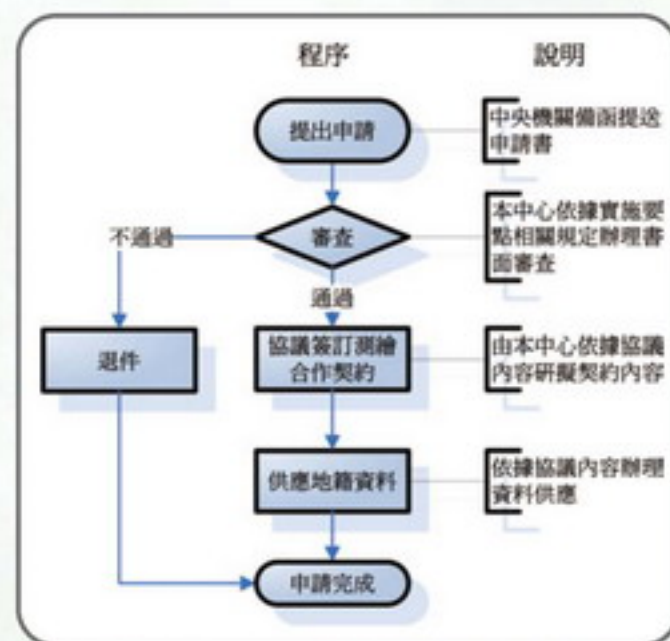 程序
說明
提出申請
中央機關備函提送
申請書
審查
本中心依據實施要
點相關規定辦理書
面審查
不通過
通過
退件
協議簽訂測繪
合作契約
由本中心依據協議
內容研擬契約內容
供應地籍資料
依據協議內容辦理
資料供應
申請完成